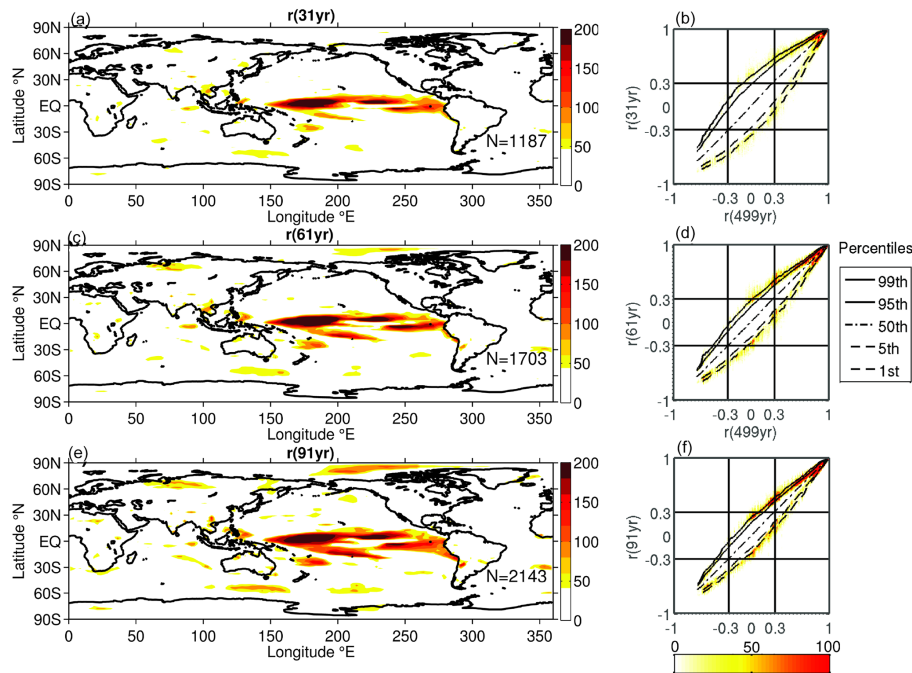 (a) r(31yr)
90N
60N
30N
EQ
30S
60S
90S
Latitude °N
0 50 100 150 200 250 300 350
Longitude °E
N=1187
200
150
100
50
0
(b)
1
0.3
0
-0.3
-1
r(31yr)
-1 -0.3 0 0.3 1
r(499yr)
(c) r(61yr)
90N
60N
30N
EQ
30S
60S
90S
Latitude °N
0 50 100 150 200 250 300 350
Longitude °E
N=1703
200
150
100
50
0
(d)
1
0.3
0
-0.3
-1
r(61yr)
-1 -0.3 0 0.3 1
r(499yr)
Percentiles
99th
95th
50th
5th
1st
(e) r(91yr)
90N
60N
30N
EQ
30S
60S
90S
Latitude °N
0 50 100 150 200 250 300 350
Longitude °E
N=2143
200
150
100
50
0
(f)
1
0.3
0
-0.3
-1
r(91yr)
-1 -0.3 0 0.3 1
0 50 100